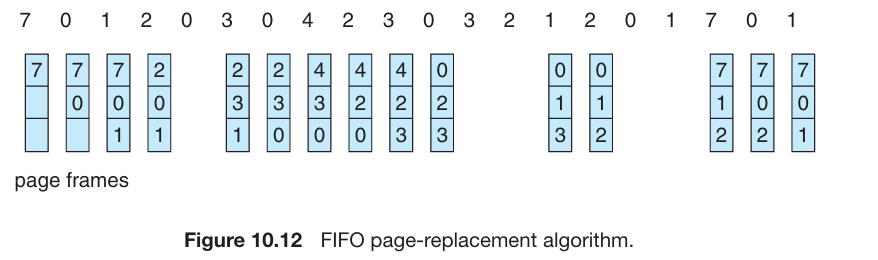 7 0 1 2 0 3 0 4 2 3 0 3 2 1 2 0 1 7 0 1
7 7 7 2 2 2 4 4 4 0 0 0 7 7 7
0 0 0 3 3 3 2 2 2 1 1 1 0 0
1 1 1 0 0 0 3 3 3 2 2 2 1
page frames
Figure 10.12 FIFO page-replacement algorithm.